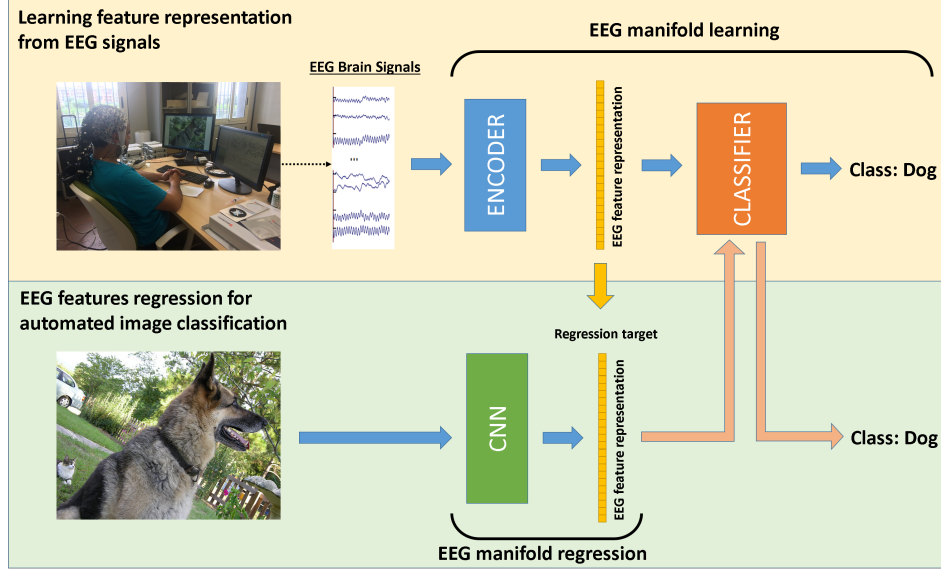 Learning feature representation
from EEG signals
EEG manifold learning
EEG Brain Signals
...
ENCODER
EEG feature representation
CLASSIFIER
Class: Dog
EEG features regression for
automated image classification
Regression target
CNN
EEG feature representation
Class: Dog
EEG manifold regression